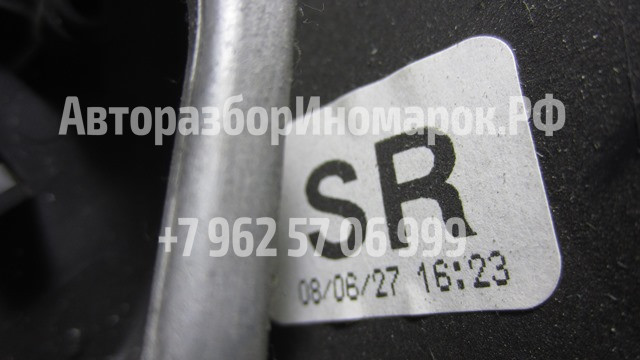 АвторазборИномарок.РФ
SR
+7 962 57 06 999
08/06/27 16:23